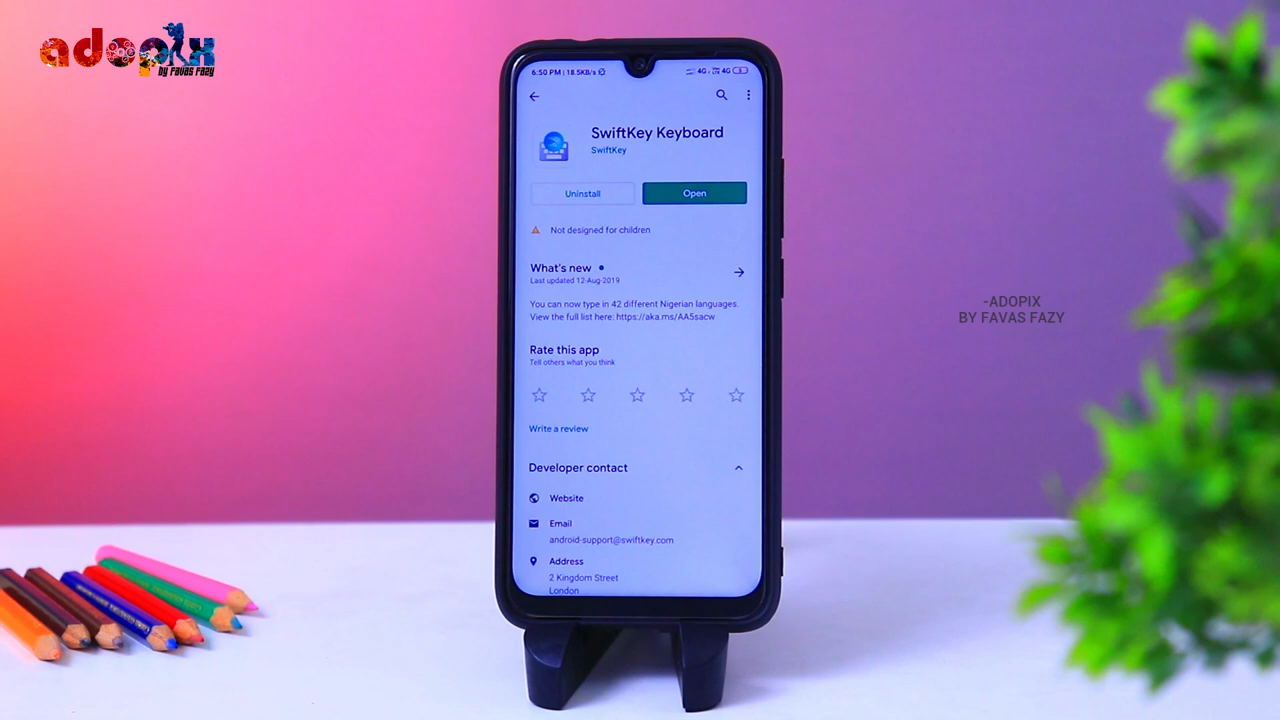 adopix
by FAVAS FAZY
6:50 PM | 18.5KB/s
4G 4G
SwiftKey Keyboard
SwiftKey
Uninstall
Open
Not designed for children
What's new
Last updated 12-Aug-2019
You can now type in 42 different Nigerian languages.
View the full list here: https://aka.ms/AA5sacw
Rate this app
Tell others what you think
Write a review
Developer contact
Website
Email
android-support@swiftkey.com
Address
2 Kingdom Street
London
-ADOPIX
BY FAVAS FAZY